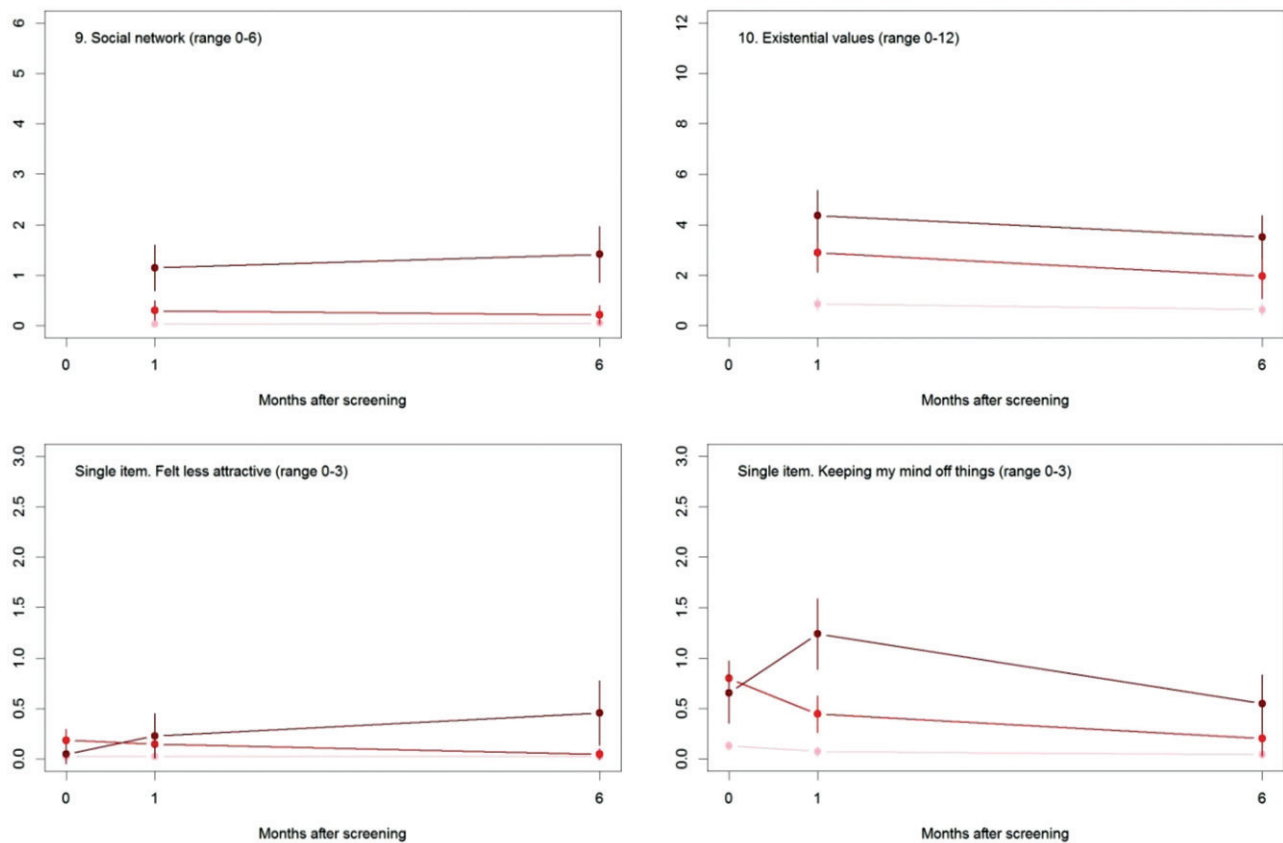 9. Social network (range 0-6)
6
5
4
3
2
1
0
0 1 6
Months after screening
10. Existential values (range 0-12)
12
10
8
6
4
2
0
1 6
Months after screening
Single item. Felt less attractive (range 0-3)
3.0
2.5
2.0
1.5
1.0
0.5
0.0
0 1 6
Months after screening
Single item. Keeping my mind off things (range 0-3)
3.0
2.5
2.0
1.5
1.0
0.5
0.0
0 1 6
Months after screening